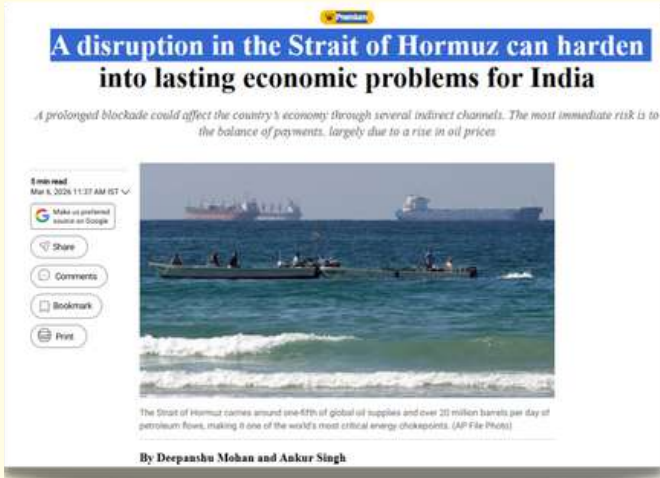 Premium
A disruption in the Strait of Hormuz can harden
into lasting economic problems for India
A prolonged blockade could affect the country's economy through several indirect channels. The most immediate risk is to
the balance of payments, largely due to a rise in oil prices
5 min read
Mar 6, 2026 11:37 AM IST
Make us preferred
source on Google
Share
Comments
Bookmark
Print
The Strait of Hormuz carries around one-fifth of global oil supplies and over 20 million barrels per day of
petroleum flows, making it one of the world's most critical energy chokepoints. (AP File Photo)
By Deepanshu Mohan and Ankur Singh